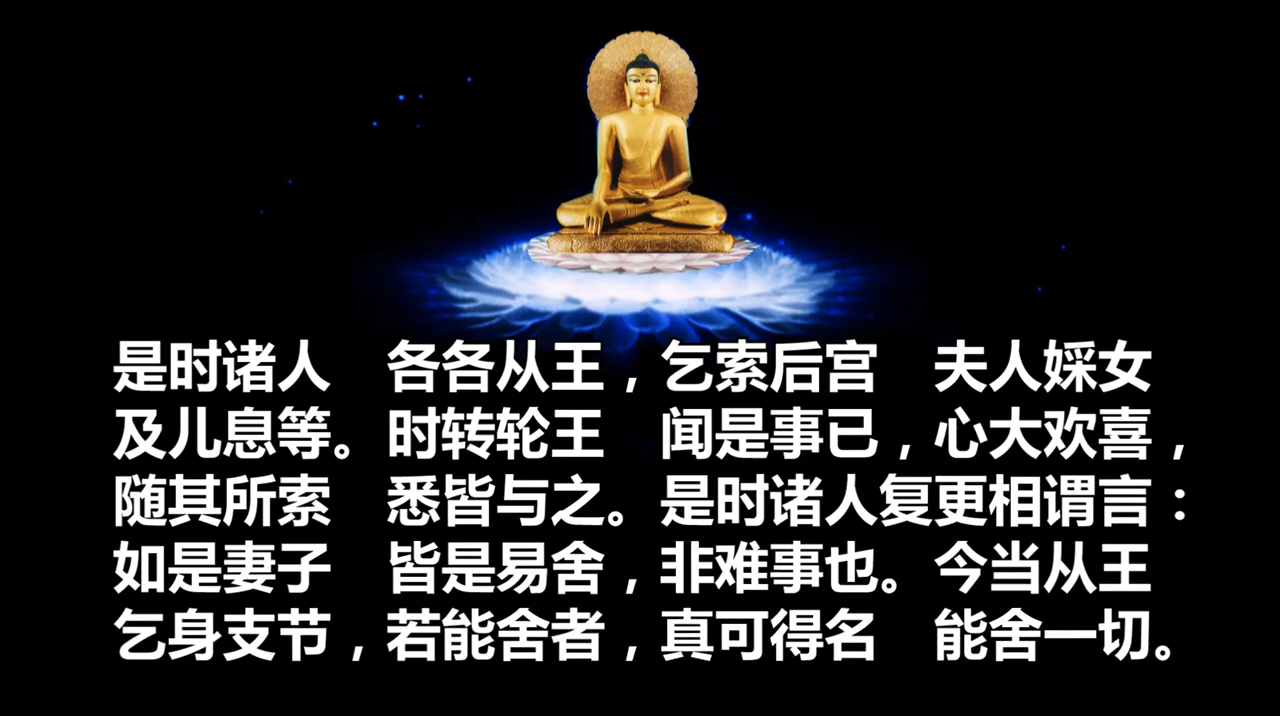 是时诸人　各各从王，乞索后宫　夫人婇女
及儿息等。时转轮王　闻是事已，心大欢喜，
随其所索　悉皆与之。是时诸人复更相谓言：
如是妻子　皆是易舍，非难事也。今当从王
乞身支节，若能舍者，真可得名　能舍一切。